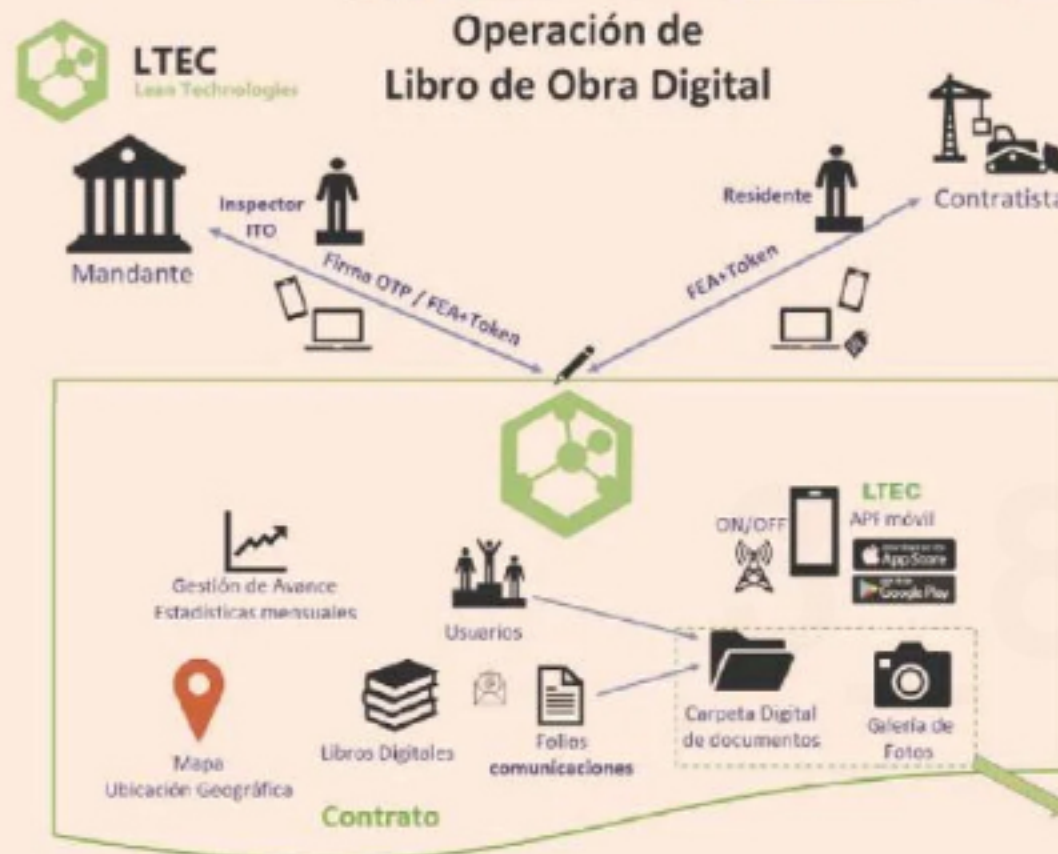 Operación de
Libro de Obra Digital
LTEC
Lean Technologies
Mandante
Inspector
ITO
Residente
Contratista
Firma OTP / FEA+Token
FEA+Token
LTEC
APP móvil
ON/OFF
App Store
Google Play
Gestión de Avance
Estadísticas mensuales
Usuarios
Mapa
Ubicación Geográfica
Libros Digitales
Folios
comunicaciones
Carpeta Digital
de documentos
Galería de
Fotos
Contrato